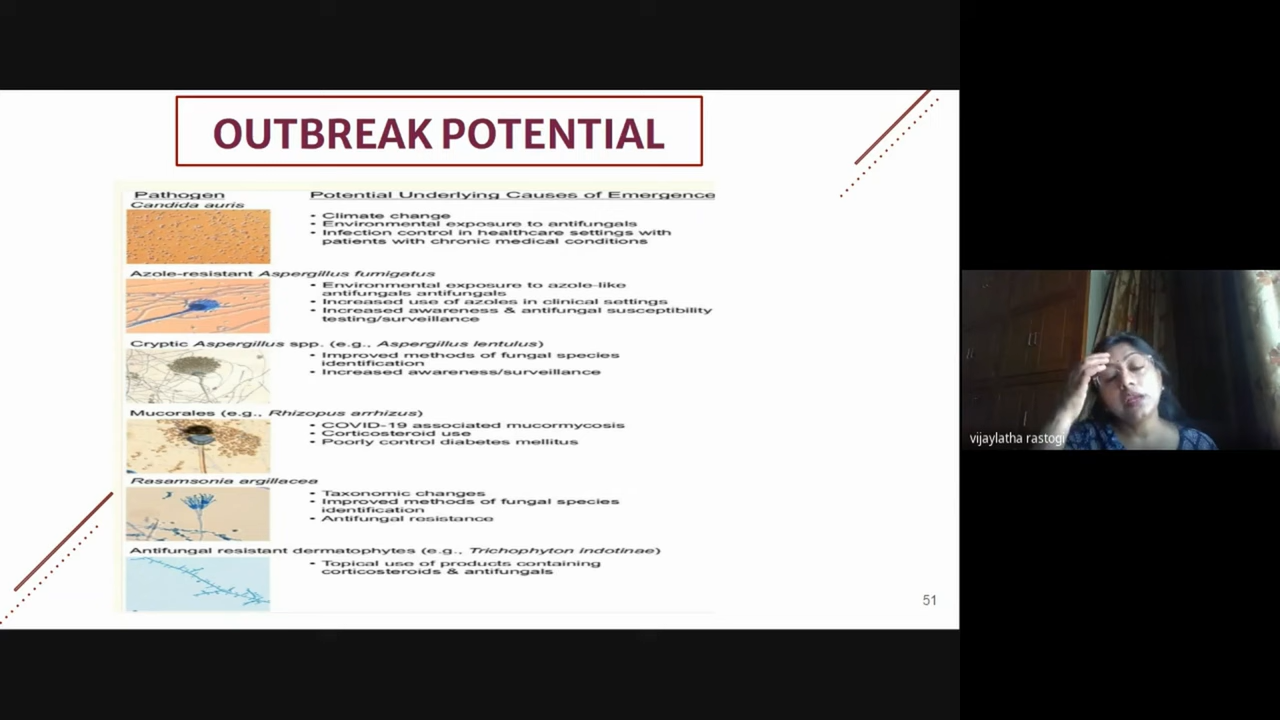 OUTBREAK POTENTIAL
Pathogen Potential Underlying Causes of Emergence
Candida auris
• Climate change
• Environmental exposure to antifungals
• Infection control in healthcare settings with
patients with chronic medical conditions
Azole-resistant Aspergillus fumigatus
• Environmental exposure to azole-like
antifungals antifungals
• Increased use of azoles in clinical settings
• Increased awareness & antifungal susceptibility
testing/surveillance
Cryptic Aspergillus spp. (e.g., Aspergillus lentulus)
• Improved methods of fungal species
identification
• Increased awareness/surveillance
Mucorales (e.g., Rhizopus arrhizus)
• COVID-19 associated mucormycosis
• Corticosteroid use
• Poorly control diabetes mellitus
Rasamsonia argillacea
• Taxonomic changes
• Improved methods of fungal species
identification
• Antifungal resistance
Antifungal resistant dermatophytes (e.g., Trichophyton indotinae)
• Topical use of products containing
corticosteroids & antifungals
51
vijaylatha rastogi